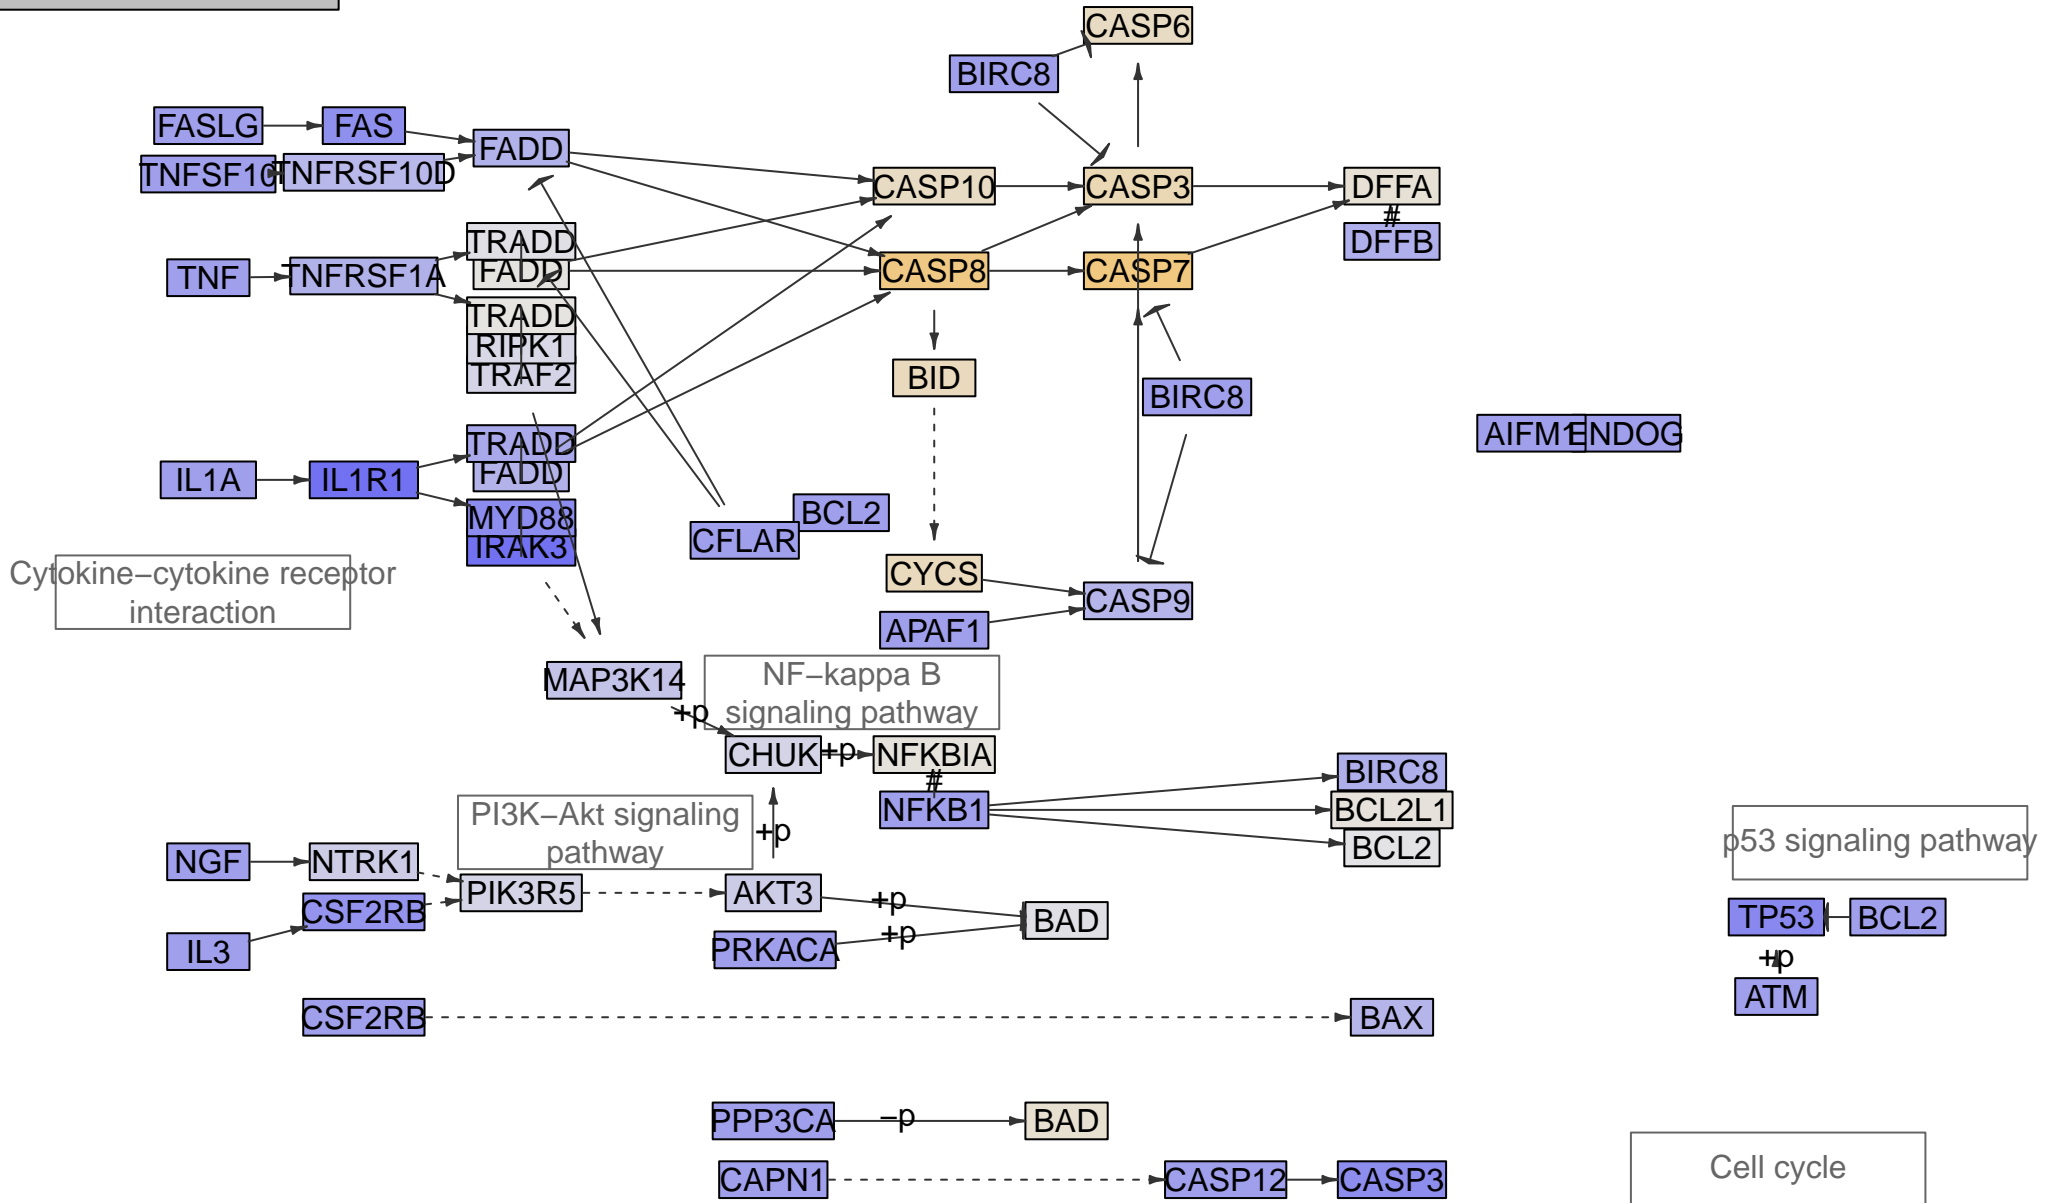 CASP6
BIRC8
FASLG
FAS
FADD
TNFSF10
TNFRSF10D
CASP10
CASP3
DFFA
#
DFFB
TRADD
FADD
TNF
TNFRSF1A
CASP8
CASP7
TRADD
RIPK1
TRAF2
BID
BIRC8
AIFM1
ENDOG
TRADD
FADD
IL1A
IL1R1
MYD88
IRAK3
BCL2
CFLAR
CYCS
CASP9
APAF1
Cytokine−cytokine receptor
interaction
MAP3K14
NF−kappa B
signaling pathway
+p
CHUK
+p
NFKBIA
#
NFKB1
BIRC8
BCL2L1
BCL2
PI3K−Akt signaling
pathway
+p
p53 signaling pathway
NGF
NTRK1
CSF2RB
PIK3R5
AKT3
+p
BAD
IL3
PRKACA
+p
TP53
BCL2
+p
ATM
CSF2RB
BAX
PPP3CA
−p
BAD
CAPN1
CASP12
CASP3
Cell cycle